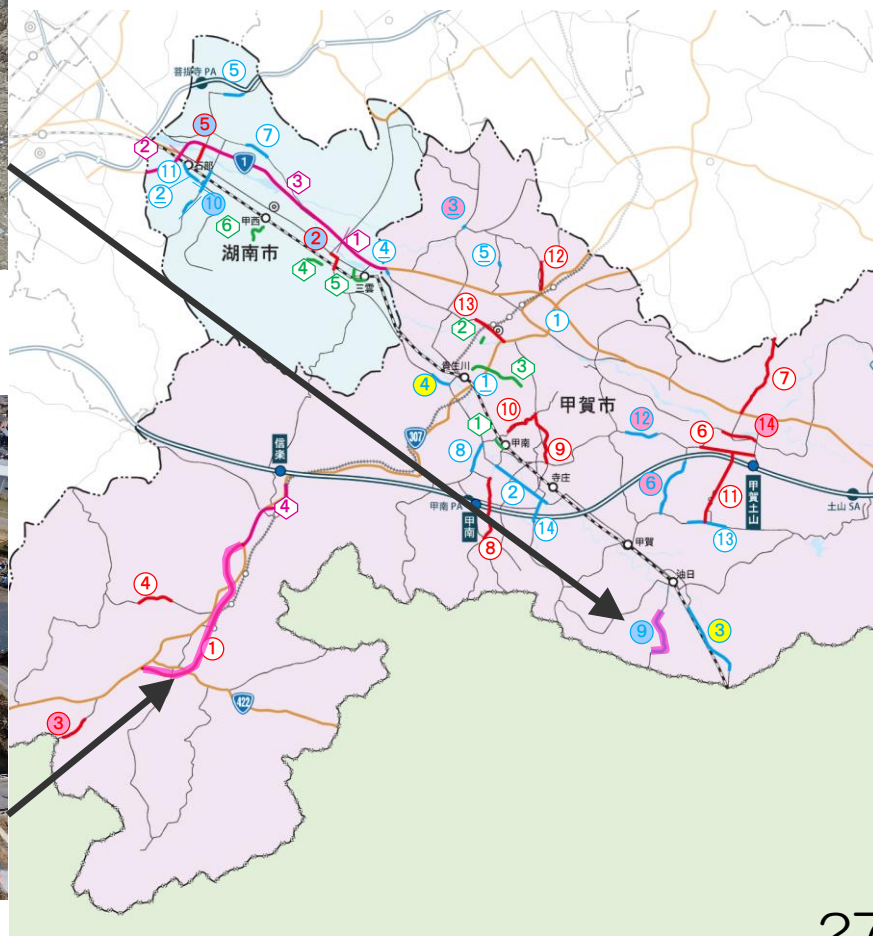 菩提寺 PA
⑤
⑤
⑦
②
石部
1
⑪
③
②
⑩
③
⑥
甲西
②
①
④
湖南市
④
⑤
三雲
⑤
⑫
⑬
②
①
貴生川
③
④
①
⑦
⑩
甲賀市
⑫
⑭
信楽
307
①
甲南
⑥
⑧
⑨
②
寺庄
⑥
甲賀土山
④
甲南 PA
甲南
⑪
土山 SA
⑭
⑬
⑧
甲賀
油日
④
①
⑨
③
422
③
27